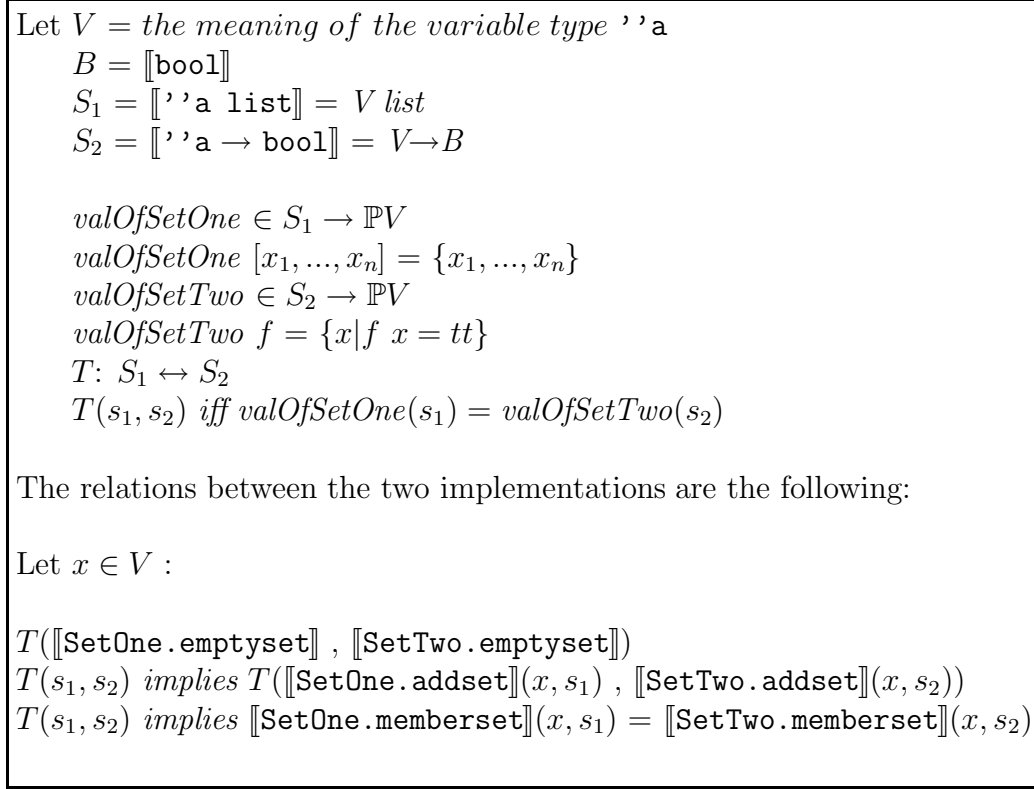 Let V = the meaning of the variable type ''a
B = ⟦bool⟧
S₁ = ⟦''a list⟧ = V list
S₂ = ⟦''a → bool⟧ = V→B
valOfSetOne ∈ S₁ → ℙV
valOfSetOne [x₁, ..., xₙ] = {x₁, ..., xₙ}
valOfSetTwo ∈ S₂ → ℙV
valOfSetTwo f = {x|f x = tt}
T: S₁ ↔ S₂
T(s₁, s₂) iff valOfSetOne(s₁) = valOfSetTwo(s₂)
The relations between the two implementations are the following:
Let x ∈ V :
T(⟦SetOne.emptyset⟧ , ⟦SetTwo.emptyset⟧)
T(s₁, s₂) implies T(⟦SetOne.addset⟧(x, s₁) , ⟦SetTwo.addset⟧(x, s₂))
T(s₁, s₂) implies ⟦SetOne.memberset⟧(x, s₁) = ⟦SetTwo.memberset⟧(x, s₂)